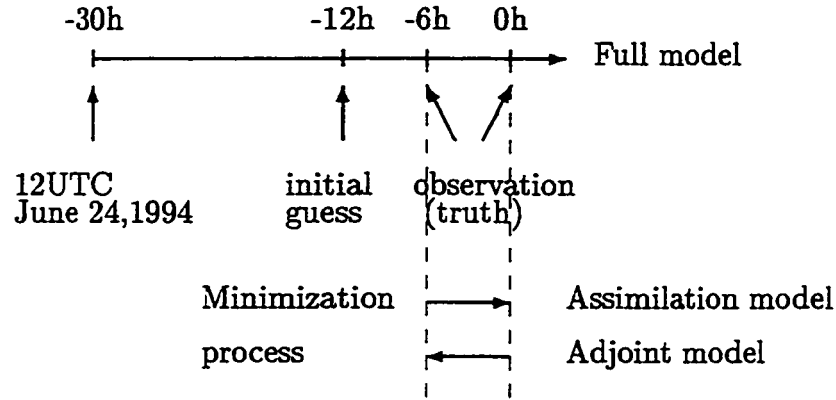 -30h -12h -6h 0h
Full model
12UTC initial observation
June 24,1994 guess (truth)
Minimization Assimilation model
process Adjoint model